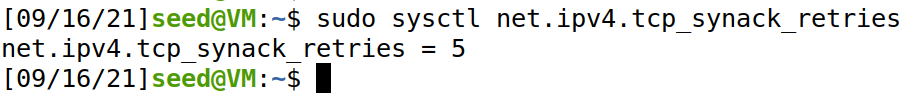 [09/16/21]seed@VM:~$ sudo sysctl net.ipv4.tcp_synack_retries
net.ipv4.tcp_synack_retries = 5
[09/16/21]seed@VM:~$